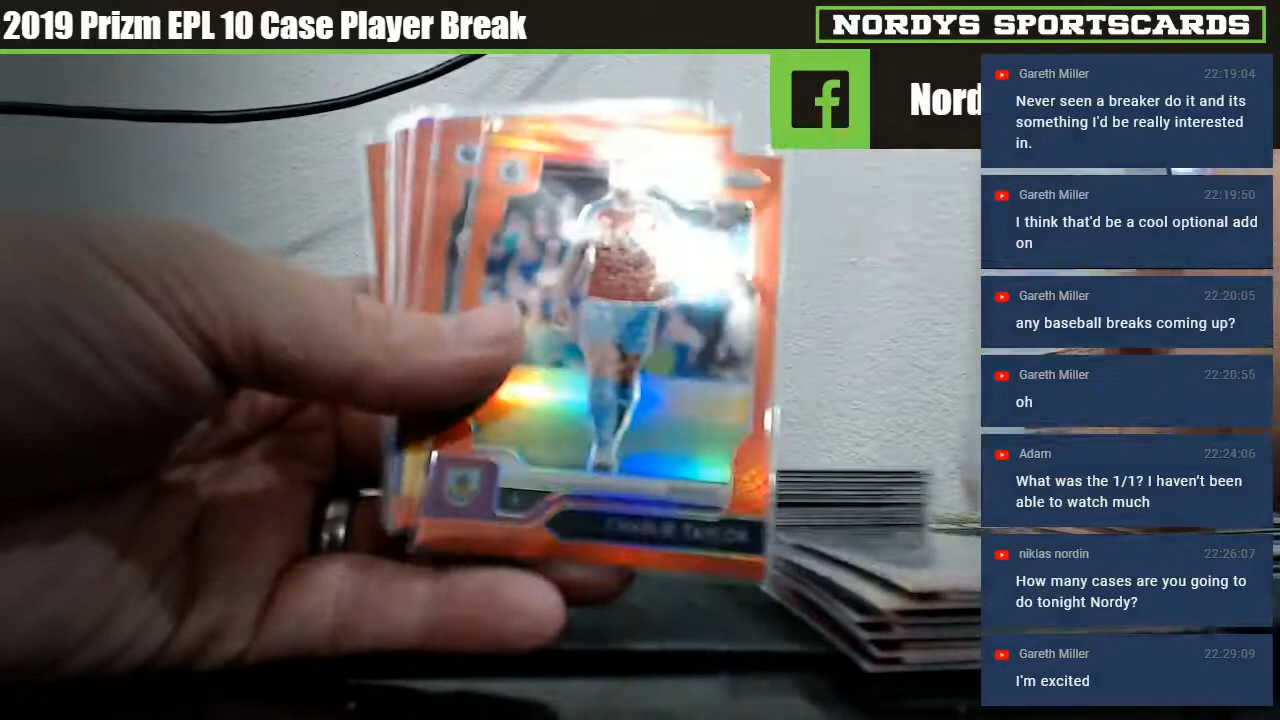 2019 Prizm EPL 10 Case Player Break
NORDYS SPORTSCARDS
Nord
Gareth Miller 22:19:04
Never seen a breaker do it and its
something I'd be really interested
in.
Gareth Miller 22:19:50
I think that'd be a cool optional add
on
Gareth Miller 22:20:05
any baseball breaks coming up?
Gareth Miller 22:20:55
oh
Adam 22:24:06
What was the 1/1? I haven't been
able to watch much
niklas nordin 22:26:07
How many cases are you going to
do tonight Nordy?
Gareth Miller 22:29:09
I'm excited
CHARLIE TAYLOR